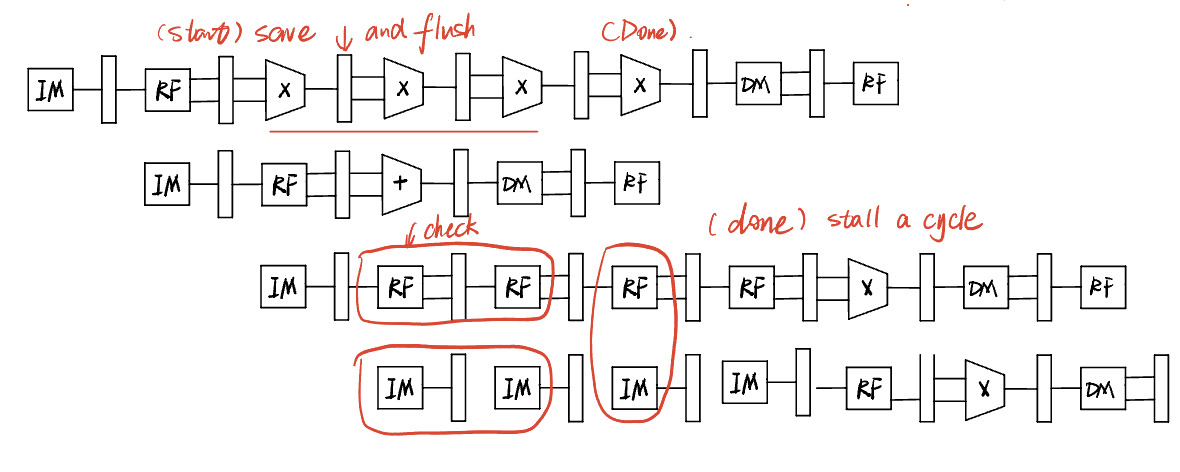 (start) save ↓ and flush (Done).
IM RF X X X X DM RF
IM RF + DM RF
↓ check (done) stall a cycle
IM RF RF RF RF X DM RF
IM IM IM IM RF X DM